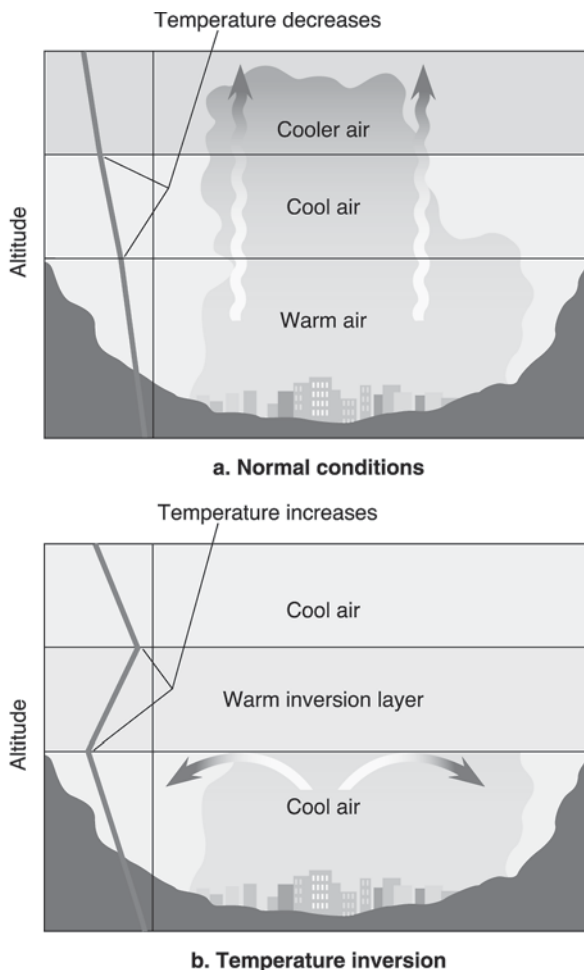 Temperature decreases
Cooler air
Cool air
Warm air
Altitude
a. Normal conditions
Temperature increases
Cool air
Warm inversion layer
Cool air
Altitude
b. Temperature inversion